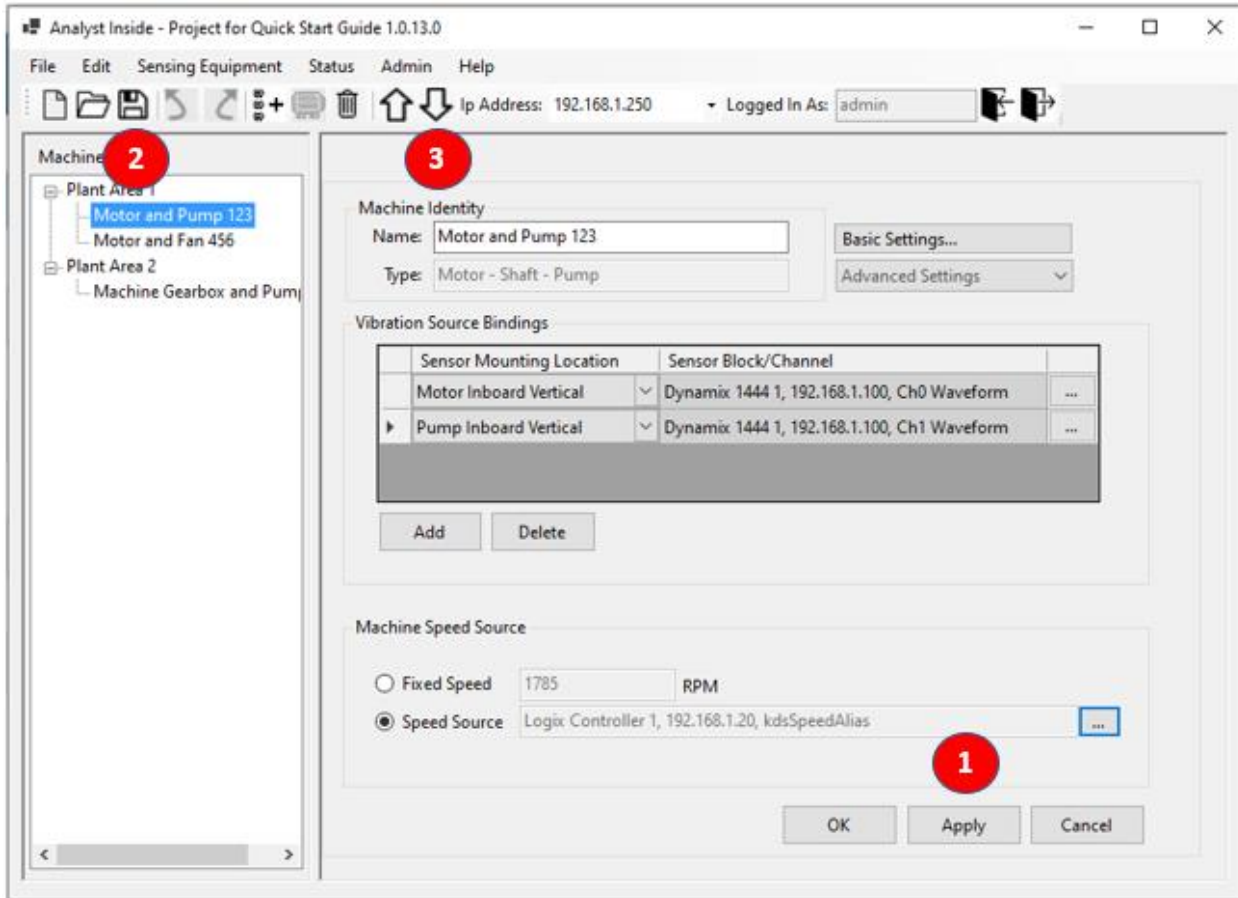 Analyst Inside - Project for Quick Start Guide 1.0.13.0
File Edit Sensing Equipment Status Admin Help
Ip Address: 192.168.1.250 Logged In As: admin
Machine
2
3
Plant Area 1
Motor and Pump 123
Motor and Fan 456
Plant Area 2
Machine Gearbox and Pum
Machine Identity
Name: Motor and Pump 123
Basic Settings...
Type: Motor - Shaft - Pump
Advanced Settings
Vibration Source Bindings
Sensor Mounting Location Sensor Block/Channel
Motor Inboard Vertical Dynamix 1444 1, 192.168.1.100, Ch0 Waveform ...
Pump Inboard Vertical Dynamix 1444 1, 192.168.1.100, Ch1 Waveform ...
Add Delete
Machine Speed Source
Fixed Speed 1785 RPM
Speed Source Logix Controller 1, 192.168.1.20, kdsSpeedAlias ...
1
OK Apply Cancel